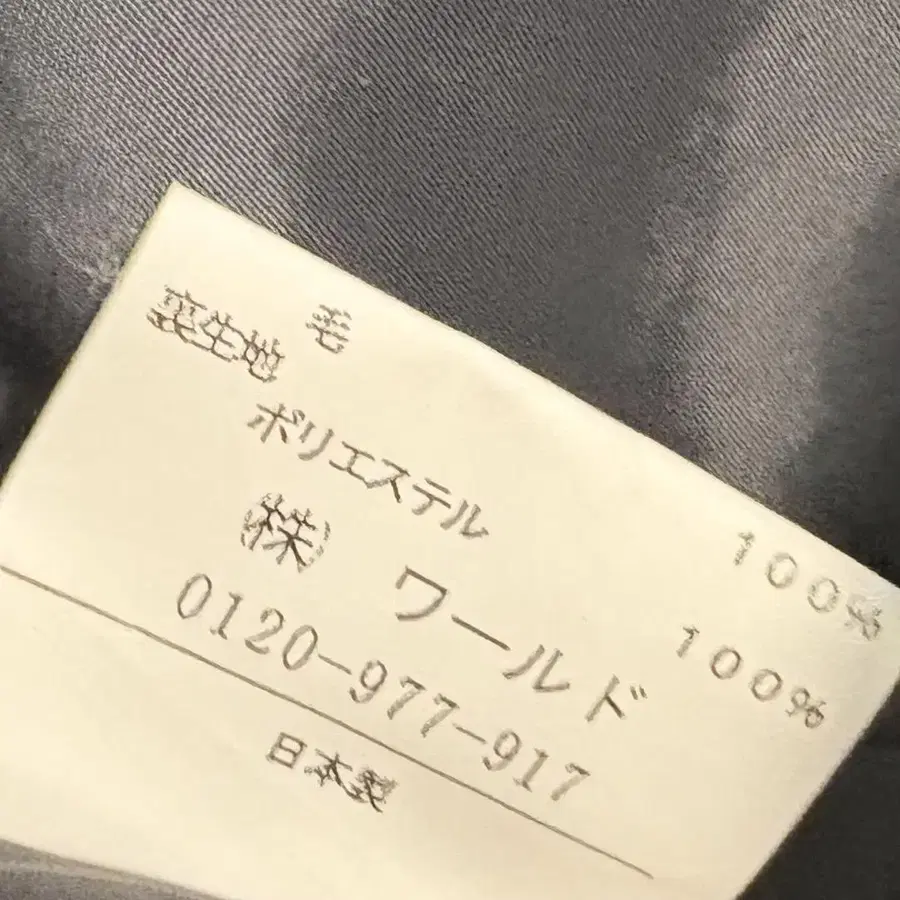 毛 100%
裏生地
ポリエステル 100%
㈱ ワールド
0120-977-917
日本製